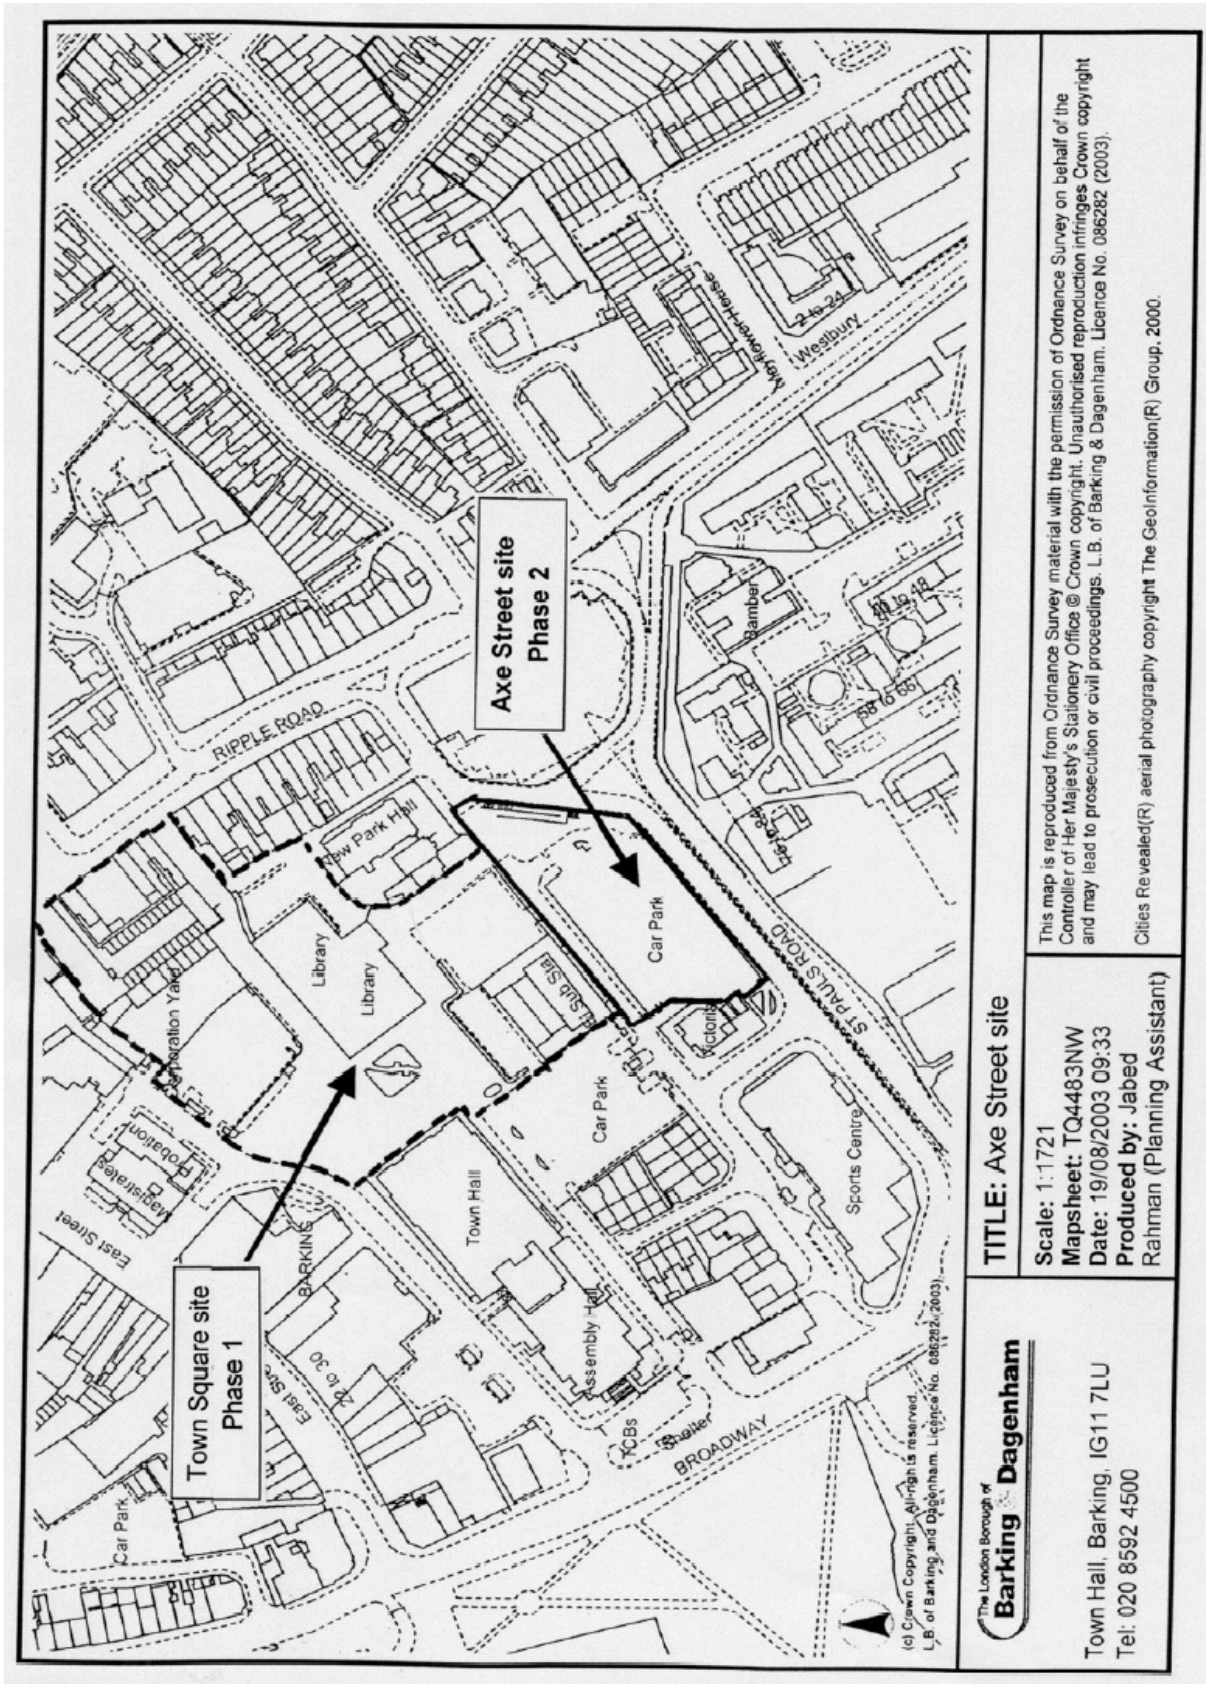 Car Park
East Street
Magistrates
Probation
RIPPLE ROAD
Town Square site
Phase 1
22 to 30
BARKING
Library
Library
New Park Hall
Axe Street site
Phase 2
El Sub Sta
Car Park
Car Park
Town Hall
Assembly Hall
TCBs
Shelter
BROADWAY
Victoria
Sports Centre
ST PAULS ROAD
Mayflower House
2 to 24
Westbury
Bamber
58 to 66
(c) Crown Copyright. All rights reserved.
L.B. of Barking and Dagenham. Licence No. 086282 (2003).
The London Borough of
Barking & Dagenham
Town Hall, Barking, IG11 7LU
Tel: 020 8592 4500
TITLE: Axe Street site
Scale: 1:1721
Mapsheet: TQ4483NW
Date: 19/08/2003 09:33
Produced by: Jabed
Rahman (Planning Assistant)
This map is reproduced from Ordnance Survey material with the permission of Ordnance Survey on behalf of the
Controller of Her Majesty's Stationery Office © Crown copyright. Unauthorised reproduction infringes Crown copyright
and may lead to prosecution or civil proceedings. L.B. of Barking & Dagenham. Licence No. 086282 (2003).
Cities Revealed(R) aerial photography copyright The GeoInformation(R) Group, 2000.